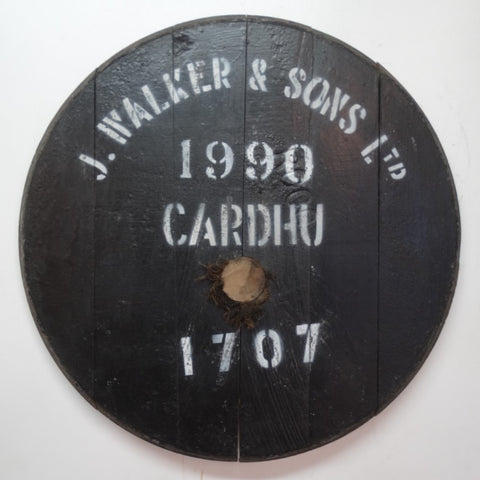 J. WALKER & SONS LTD
1990
CARDHU
1707